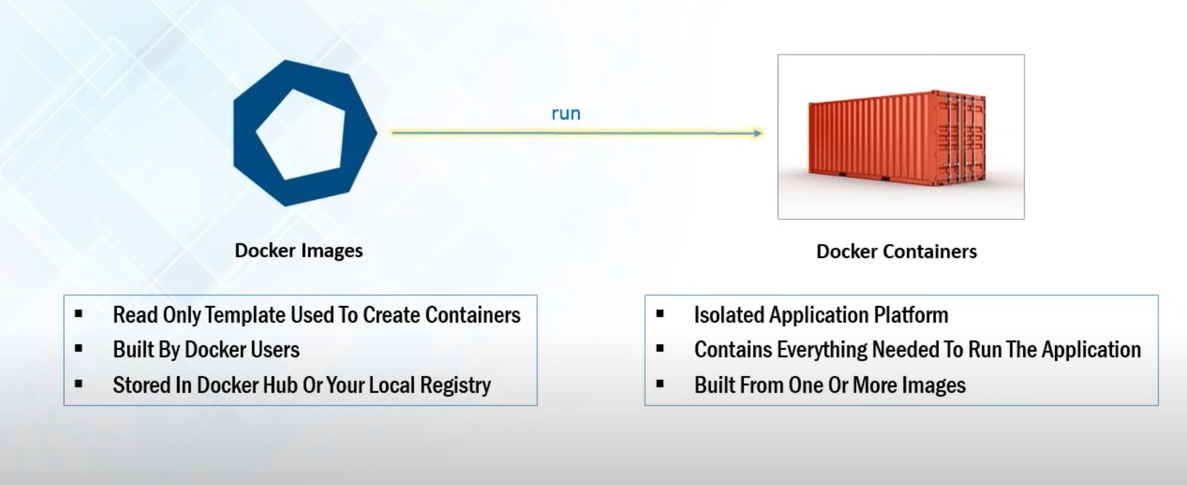 run
Docker Images
Docker Containers
▪ Read Only Template Used To Create Containers
▪ Built By Docker Users
▪ Stored In Docker Hub Or Your Local Registry
▪ Isolated Application Platform
▪ Contains Everything Needed To Run The Application
▪ Built From One Or More Images